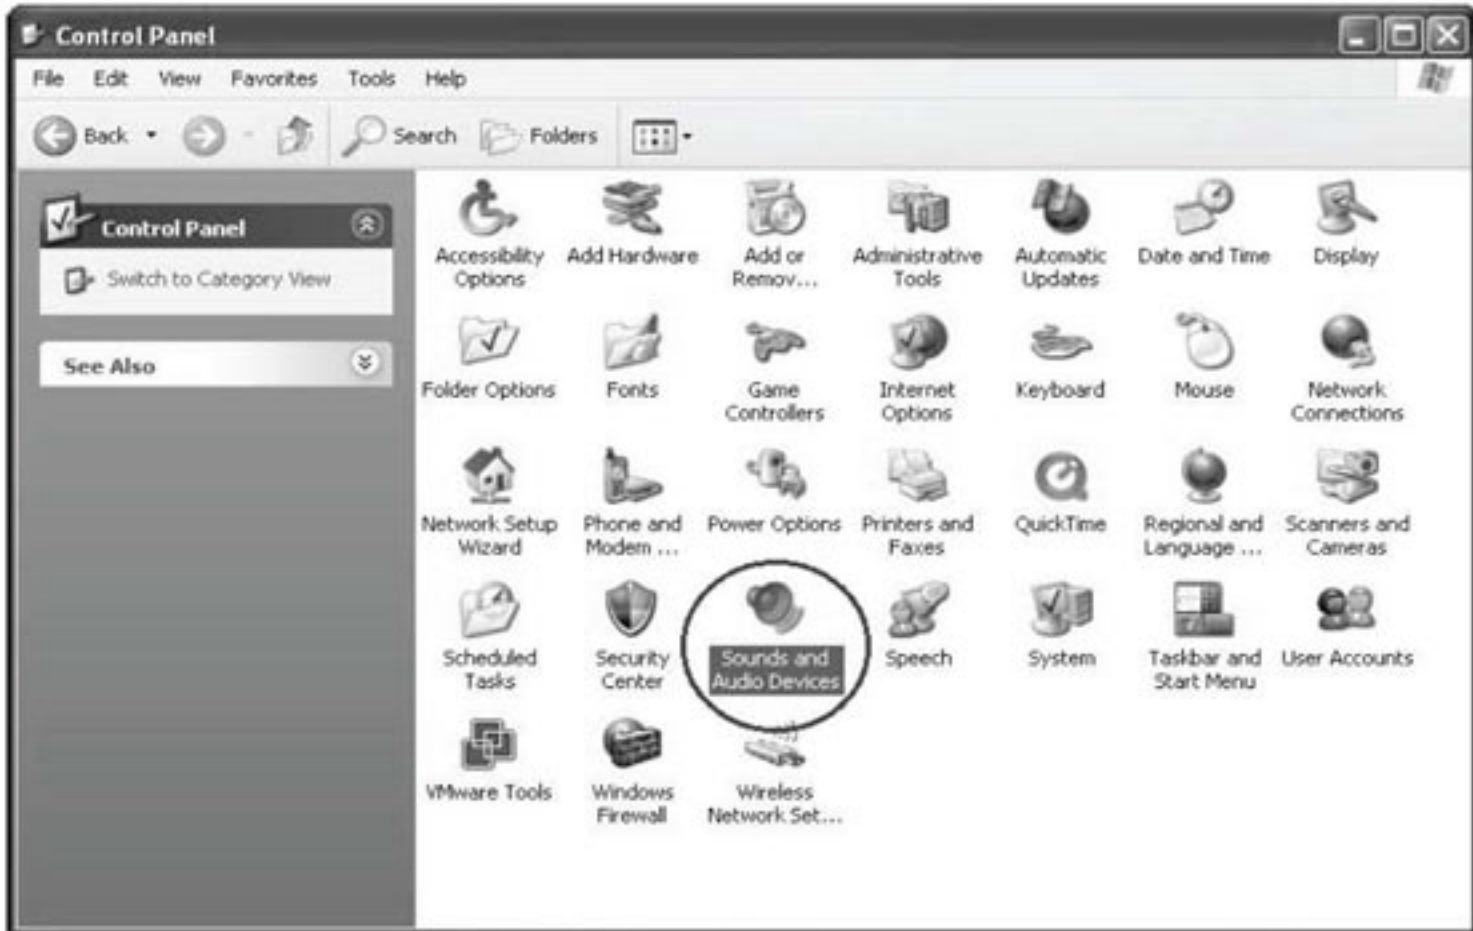 Control Panel
File Edit View Favorites Tools Help
Back Search Folders
Control Panel
Switch to Category View
See Also
Accessibility Options
Add Hardware
Add or Remov...
Administrative Tools
Automatic Updates
Date and Time
Display
Folder Options
Fonts
Game Controllers
Internet Options
Keyboard
Mouse
Network Connections
Network Setup Wizard
Phone and Modem ...
Power Options
Printers and Faxes
QuickTime
Regional and Language ...
Scanners and Cameras
Scheduled Tasks
Security Center
Sounds and Audio Devices
Speech
System
Taskbar and Start Menu
User Accounts
VMware Tools
Windows Firewall
Wireless Network Set...